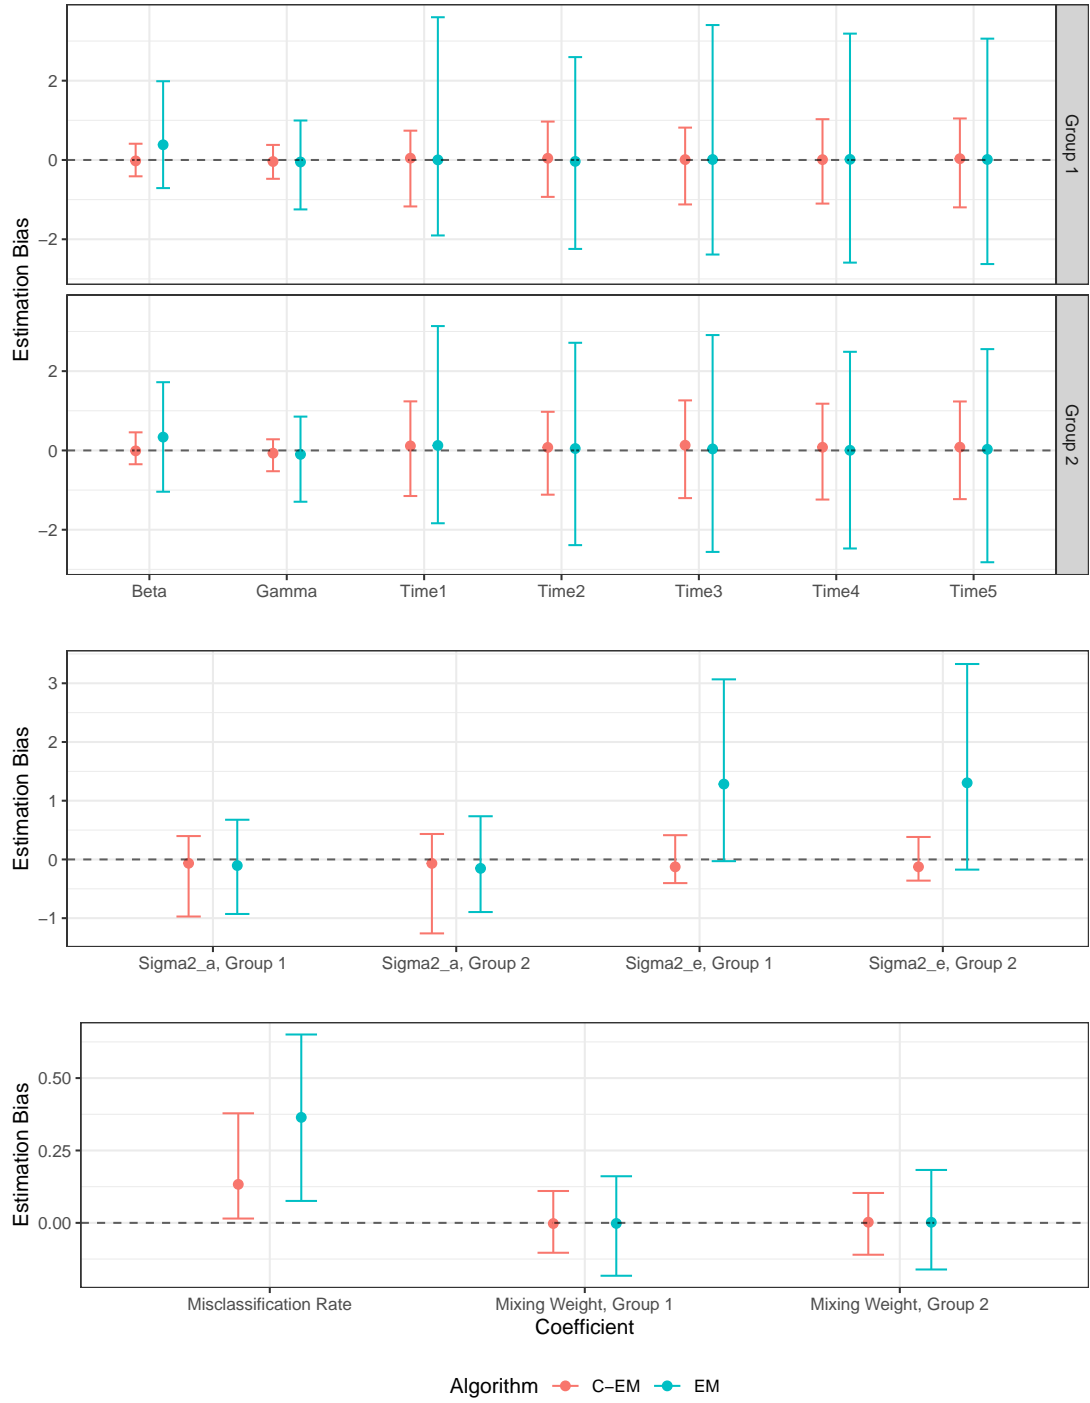 Estimation Bias
2
0
−2
Group 1
2
0
−2
Group 2
Beta Gamma Time1 Time2 Time3 Time4 Time5
Estimation Bias
3
2
1
0
−1
Sigma2_a, Group 1 Sigma2_a, Group 2 Sigma2_e, Group 1 Sigma2_e, Group 2
Estimation Bias
0.50
0.25
0.00
Misclassification Rate Mixing Weight, Group 1 Mixing Weight, Group 2
Coefficient
Algorithm C−EM EM